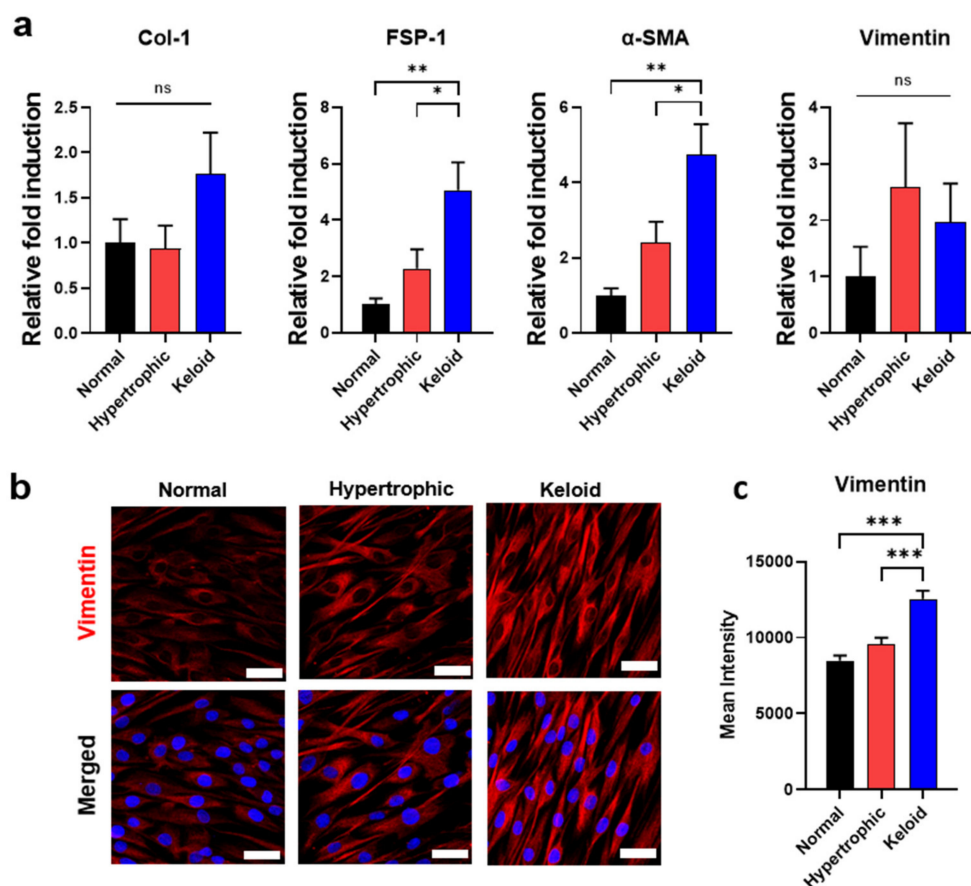 a
Col-1
Relative fold induction
2.5
2.0
1.5
1.0
0.5
0.0
ns
Normal
Hypertrophic
Keloid
FSP-1
Relative fold induction
8
6
4
2
0
**
*
Normal
Hypertrophic
Keloid
α-SMA
Relative fold induction
6
4
2
0
**
*
Normal
Hypertrophic
Keloid
Vimentin
Relative fold induction
4
3
2
1
0
ns
Normal
Hypertrophic
Keloid
b
Normal
Hypertrophic
Keloid
Vimentin
Merged
c
Vimentin
Mean Intensity
15000
10000
5000
0
***
***
Normal
Hypertrophic
Keloid